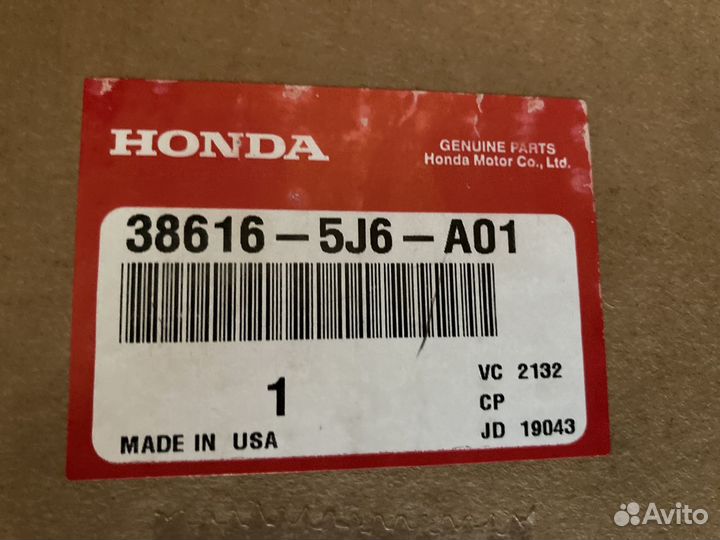 HONDA
GENUINE PARTS
Honda Motor Co., Ltd.
38616-5J6-A01
1
VC 2132
CP
JD 19043
MADE IN USA
Avito